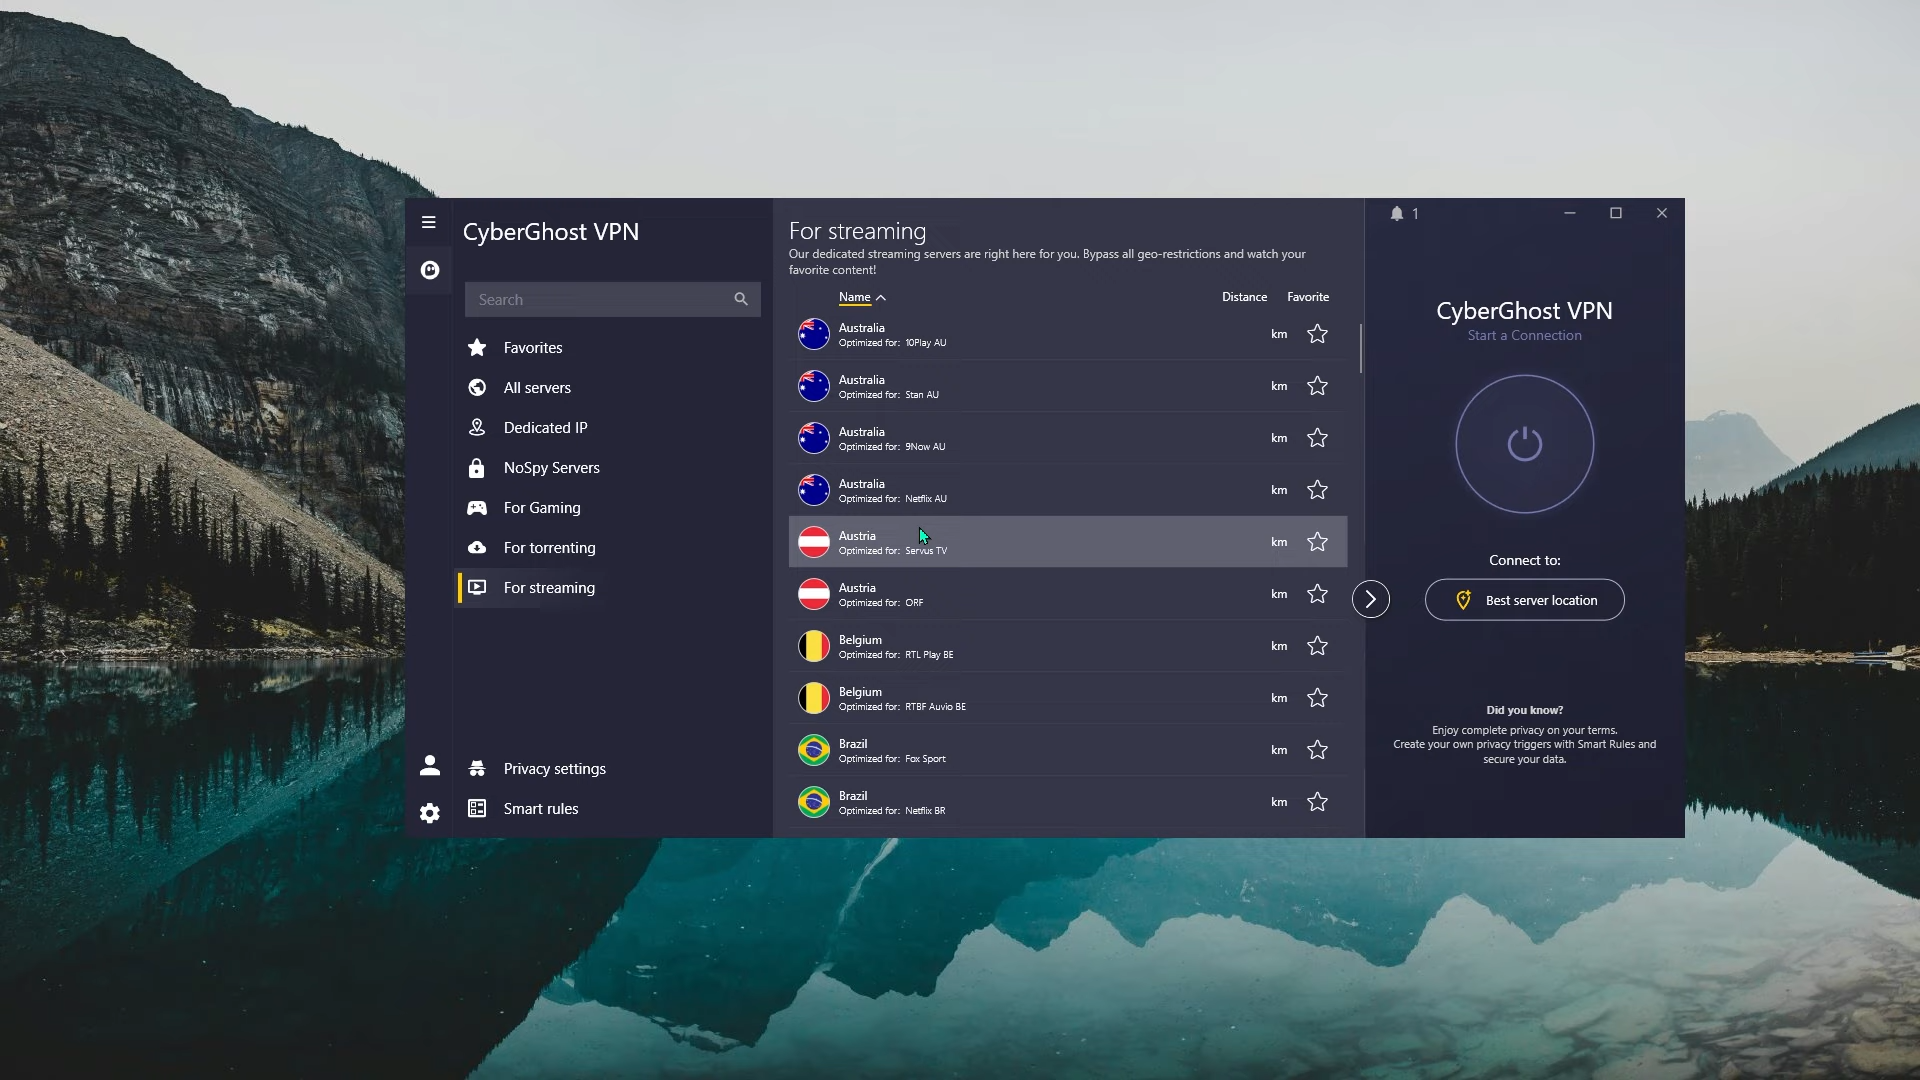 CyberGhost VPN
Search
Favorites
All servers
Dedicated IP
NoSpy Servers
For Gaming
For torrenting
For streaming
Privacy settings
Smart rules
For streaming
Our dedicated streaming servers are right here for you. Bypass all geo-restrictions and watch your
favorite content!
Name Distance Favorite
Australia
Optimized for: 10Play AU
km
Australia
Optimized for: Stan AU
km
Australia
Optimized for: 9Now AU
km
Australia
Optimized for: Netflix AU
km
Austria
Optimized for: Servus TV
km
Austria
Optimized for: ORF
km
Belgium
Optimized for: RTL Play BE
km
Belgium
Optimized for: RTBF Auvio BE
km
Brazil
Optimized for: Fox Sport
km
Brazil
Optimized for: Netflix BR
km
1
CyberGhost VPN
Start a Connection
Connect to:
Best server location
Did you know?
Enjoy complete privacy on your terms.
Create your own privacy triggers with Smart Rules and
secure your data.